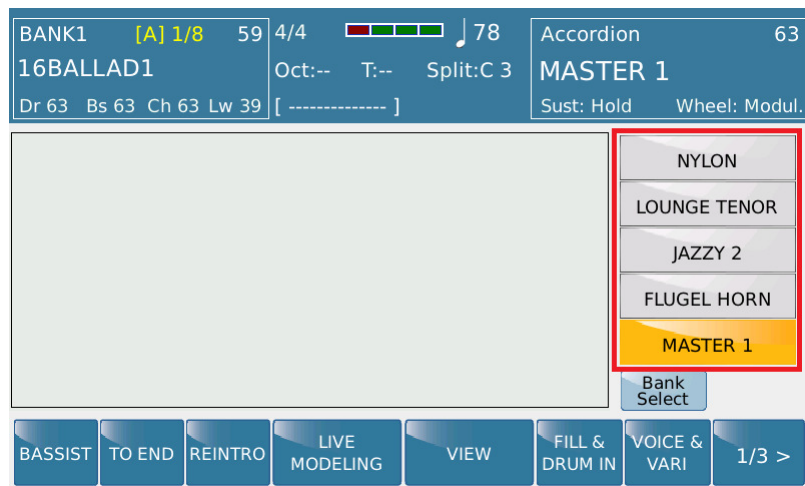 BANK1 [A] 1/8 59
16BALLAD1
Dr 63 Bs 63 Ch 63 Lw 39
4/4 78
Oct:-- T:-- Split:C 3
[ -------------- ]
Accordion 63
MASTER 1
Sust: Hold Wheel: Modul.
NYLON
LOUNGE TENOR
JAZZY 2
FLUGEL HORN
MASTER 1
Bank
Select
BASSIST
TO END
REINTRO
LIVE
MODELING
VIEW
FILL &
DRUM IN
VOICE &
VARI
1/3 >